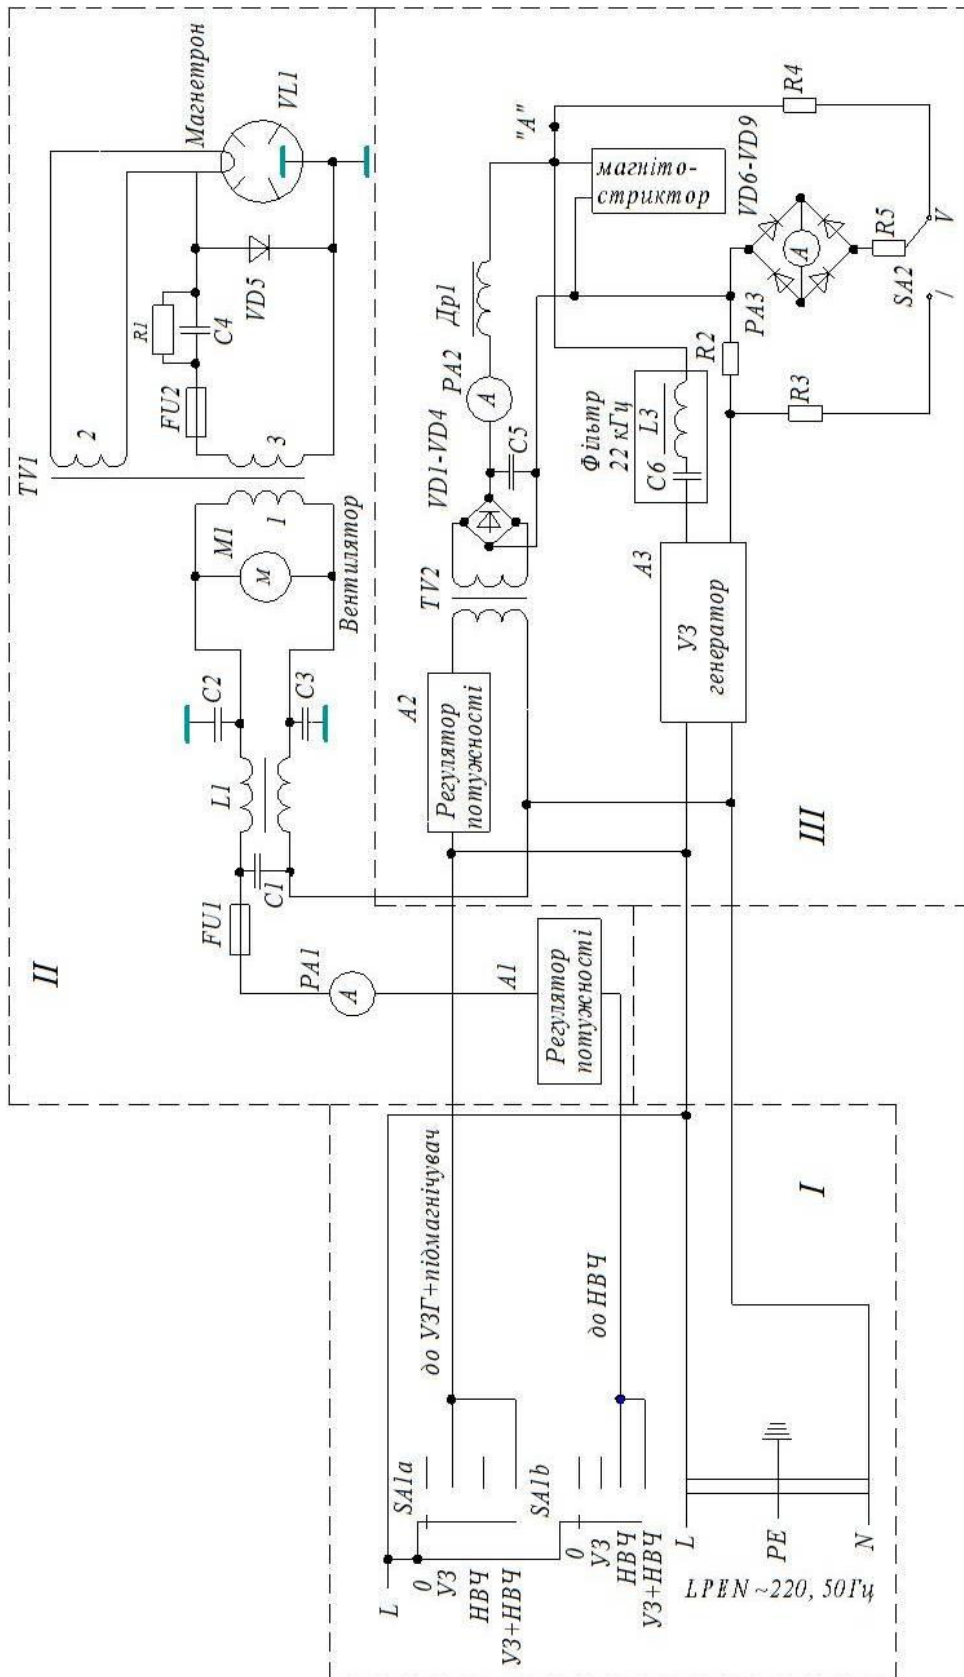 II
TV1
Магнетрон
VL1
2
R1
C4
VD5
FU2
3
1
M1
М
Вентилятор
C2
C3
L1
C1
FU1
PA1
A
A1
Регулятор
потужності
III
A2
Регулятор
потужності
TV2
VD1-VD4
C5
PA2
A
Др1
"А"
магніто-
стриктор
R4
VD6-VD9
A
PA3
R5
SA2
V
I
R2
R3
Фільтр
22 кГц
C6
L3
A3
УЗ
генератор
I
до УЗГ+підмагнічувач
до НВЧ
SA1a
SA1b
L
0
УЗ
НВЧ
УЗ+НВЧ
0
УЗ
НВЧ
УЗ+НВЧ
L
PE
N
LPEN ~220, 50Гц